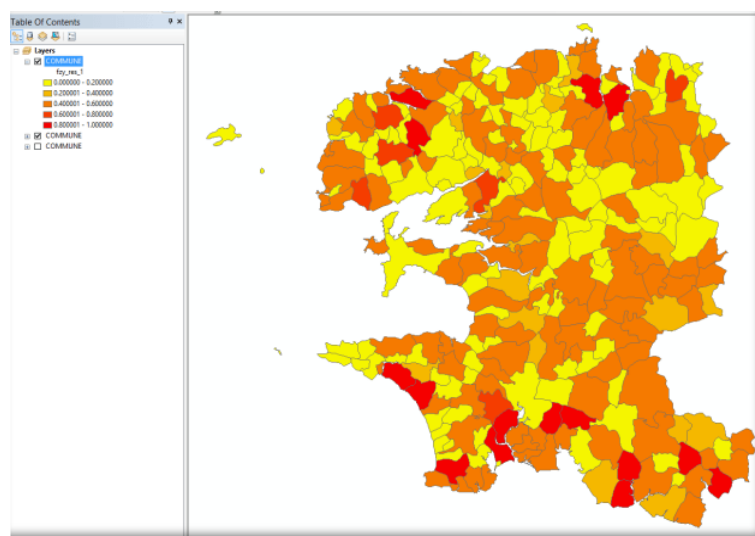 Table Of Contents
Layers
COMMUNE
fzy_res_1
0.000000 - 0.200000
0.200001 - 0.400000
0.400001 - 0.600000
0.600001 - 0.800000
0.800001 - 1.000000
COMMUNE
COMMUNE